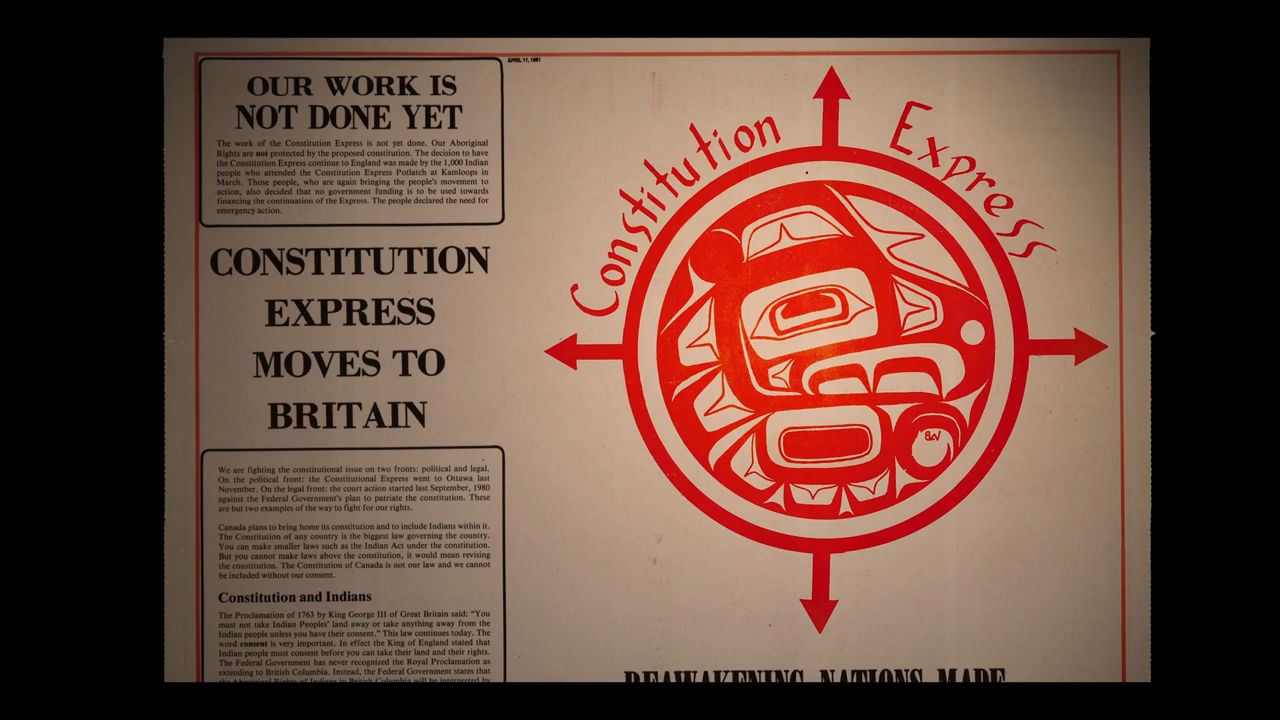 OUR WORK IS
NOT DONE YET
The work of the Constitution Express is not yet done. Our Aboriginal
Rights are not protected by the proposed constitution. The decision to have
the Constitution Express continue to England was made by the 1,000 Indian
people who attended the Constitution Express Potlatch at Kamloops in
March. Those people, who are again bringing the people's movement to
action, also decided that no government funding is to be used towards
financing the continuation of the Express. The people declared the need for
emergency action.
CONSTITUTION
EXPRESS
MOVES TO
BRITAIN
We are fighting the constitutional issue on two fronts: political and legal.
On the political front: the Constitutional Express went to Ottawa last
November. On the legal front: the court action started last September, 1980
against the Federal Government's plan to patriate the constitution. These
are but two examples of the way to fight for our rights.
Canada plans to bring home its constitution and to include Indians within it.
The Constitution of any country is the biggest law governing the country.
You can make smaller laws such as the Indian Act under the constitution.
But you cannot make laws above the constitution, it would mean revising
the constitution. The Constitution of Canada is not our law and we cannot
be included without our consent.
Constitution and Indians
The Proclamation of 1763 by King George III of Great Britain said: "You
must not take Indian Peoples' land away or take anything away from the
Indian people unless you have their consent." This law continues today. The
word consent is very important. In effect the King of England stated that
Indian people must consent before you can take their land and their rights.
The Federal Government has never recognized the Royal Proclamation as
extending to British Columbia. Instead, the Federal Government states that
the Aboriginal Rights of Indians in British Columbia will be interpreted by
APRIL 11, 1981
Constitution Express
REAWAKENING NATIONS MADE